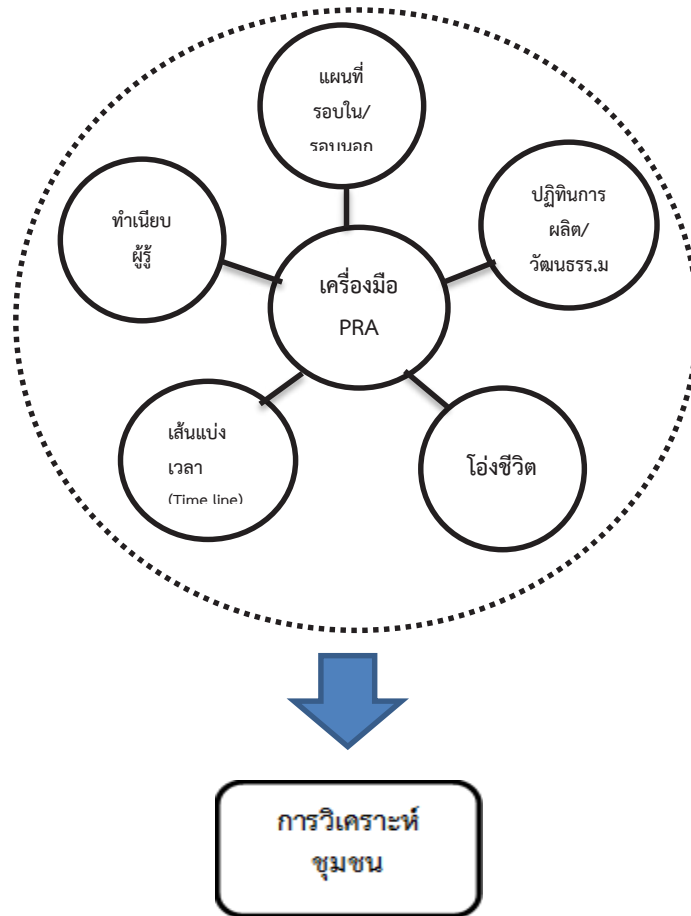 แผนที่
รอบใน/
รอบนอก
ปฏิทินการ
ผลิต/
วัฒนธรร.ม
ทำเนียบ
ผู้รู้
เครื่องมือ
PRA
เส้นแบ่ง
เวลา
(Time line)
โอ่งชีวิต
การวิเคราะห์
ชุมชน